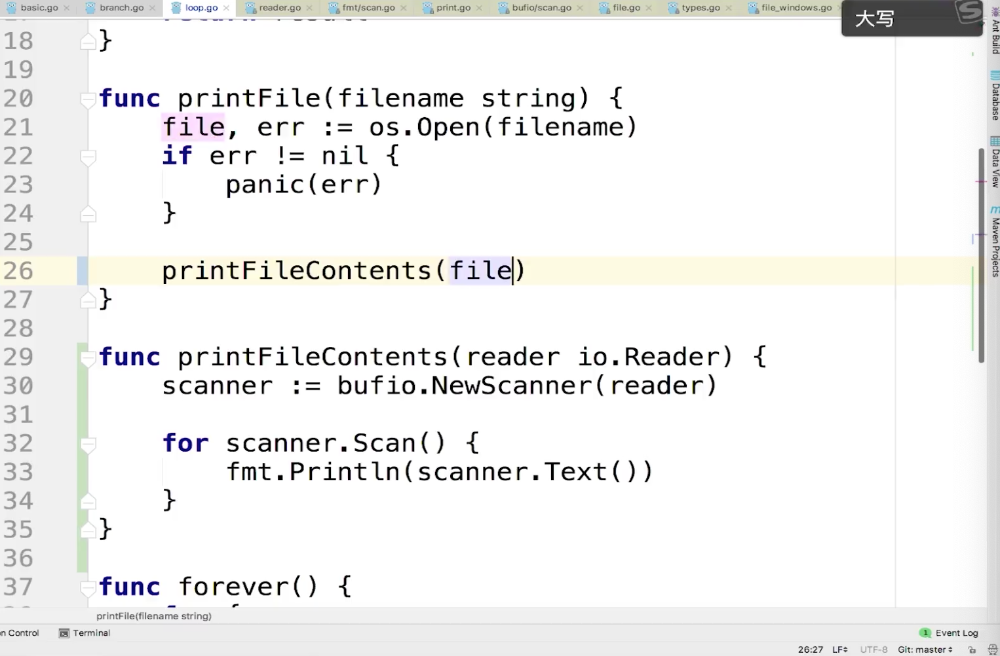 basic.go branch.go loop.go reader.go fmt/scan.go print.go bufio/scan.go file.go types.go file_windows.go
大写
18 }
19
20 func printFile(filename string) {
21 file, err := os.Open(filename)
22 if err != nil {
23 panic(err)
24 }
25
26 printFileContents(file)
27 }
28
29 func printFileContents(reader io.Reader) {
30 scanner := bufio.NewScanner(reader)
31
32 for scanner.Scan() {
33 fmt.Println(scanner.Text())
34 }
35 }
36
37 func forever() {
Ant Build
Database
Data View
Maven Projects
printFile(filename string)
n Control Terminal 1 Event Log
26:27 LF UTF-8 Git: master